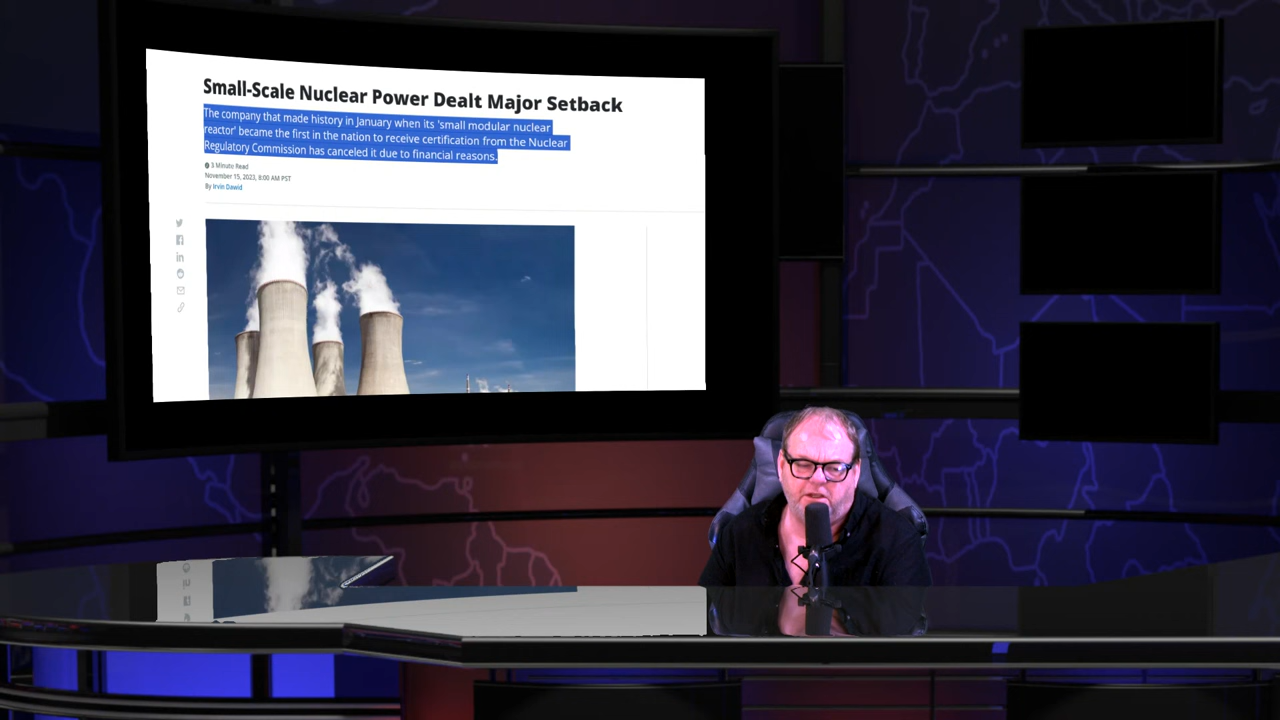 Small-Scale Nuclear Power Dealt Major Setback
The company that made history in January when its 'small modular nuclear
reactor' became the first in the nation to receive certification from the Nuclear
Regulatory Commission has canceled it due to financial reasons.
3 Minute Read
November 15, 2023, 8:00 AM PST
By Irvin Dawid